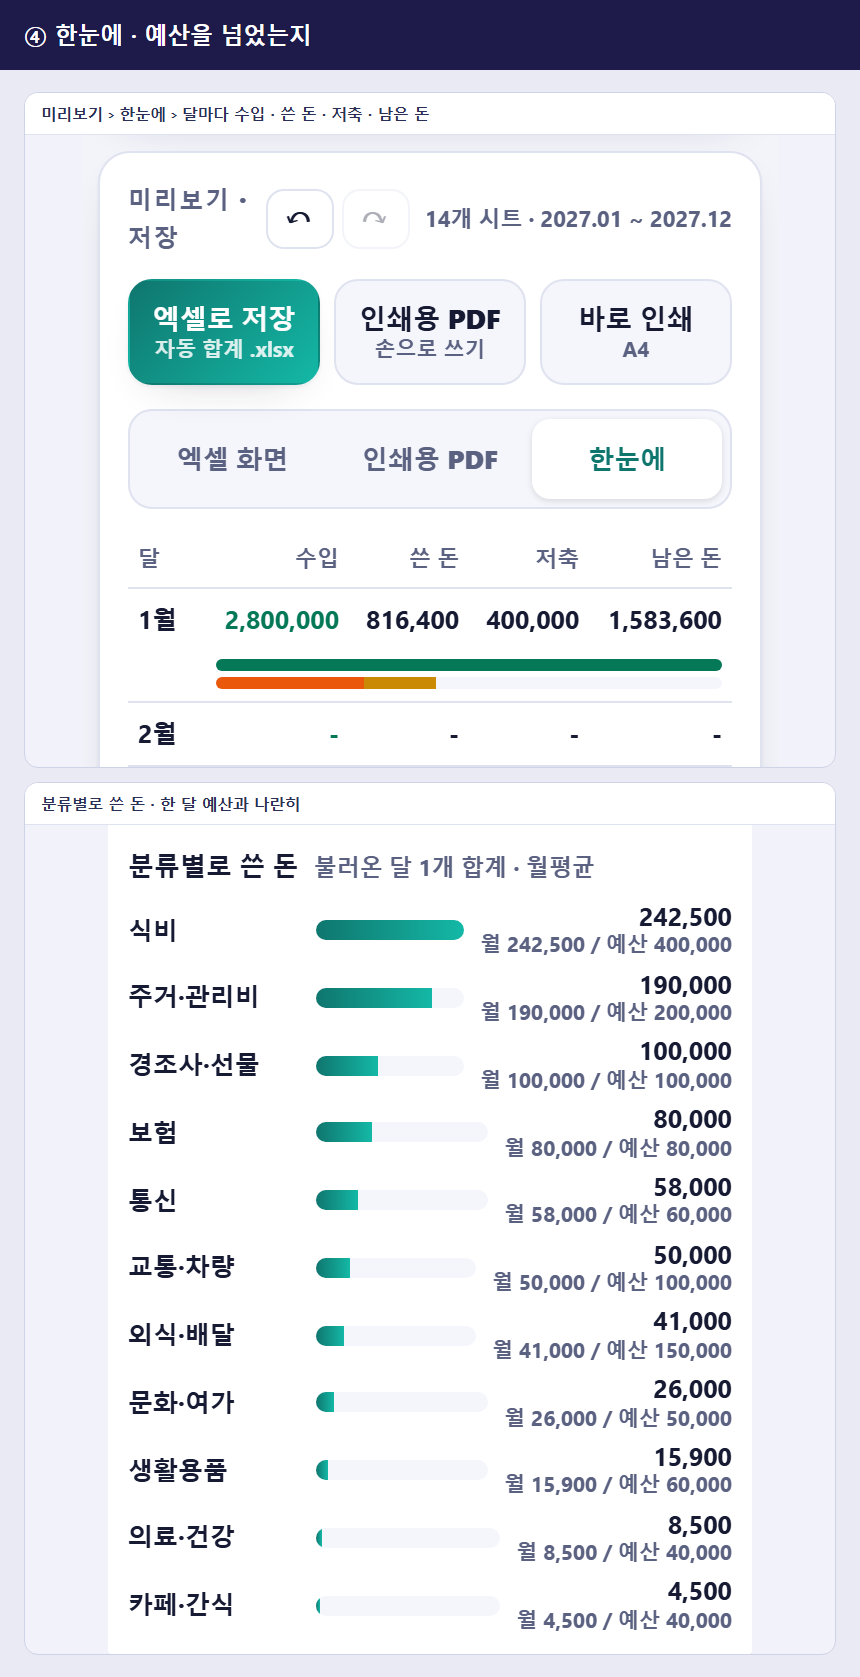 ④ 한눈에 · 예산을 넘었는지
미리보기 › 한눈에 › 달마다 수입 · 쓴 돈 · 저축 · 남은 돈
미리보기 ·
저장
14개 시트 · 2027.01 ~ 2027.12
엑셀로 저장
자동 합계 .xlsx
인쇄용 PDF
손으로 쓰기
바로 인쇄
A4
엑셀 화면
인쇄용 PDF
한눈에
달 수입 쓴 돈 저축 남은 돈
1월 2,800,000 816,400 400,000 1,583,600
2월 - - - -
분류별로 쓴 돈 · 한 달 예산과 나란히
분류별로 쓴 돈 불러온 달 1개 합계 · 월평균
식비 242,500
월 242,500 / 예산 400,000
주거·관리비 190,000
월 190,000 / 예산 200,000
경조사·선물 100,000
월 100,000 / 예산 100,000
보험 80,000
월 80,000 / 예산 80,000
통신 58,000
월 58,000 / 예산 60,000
교통·차량 50,000
월 50,000 / 예산 100,000
외식·배달 41,000
월 41,000 / 예산 150,000
문화·여가 26,000
월 26,000 / 예산 50,000
생활용품 15,900
월 15,900 / 예산 60,000
의료·건강 8,500
월 8,500 / 예산 40,000
카페·간식 4,500
월 4,500 / 예산 40,000